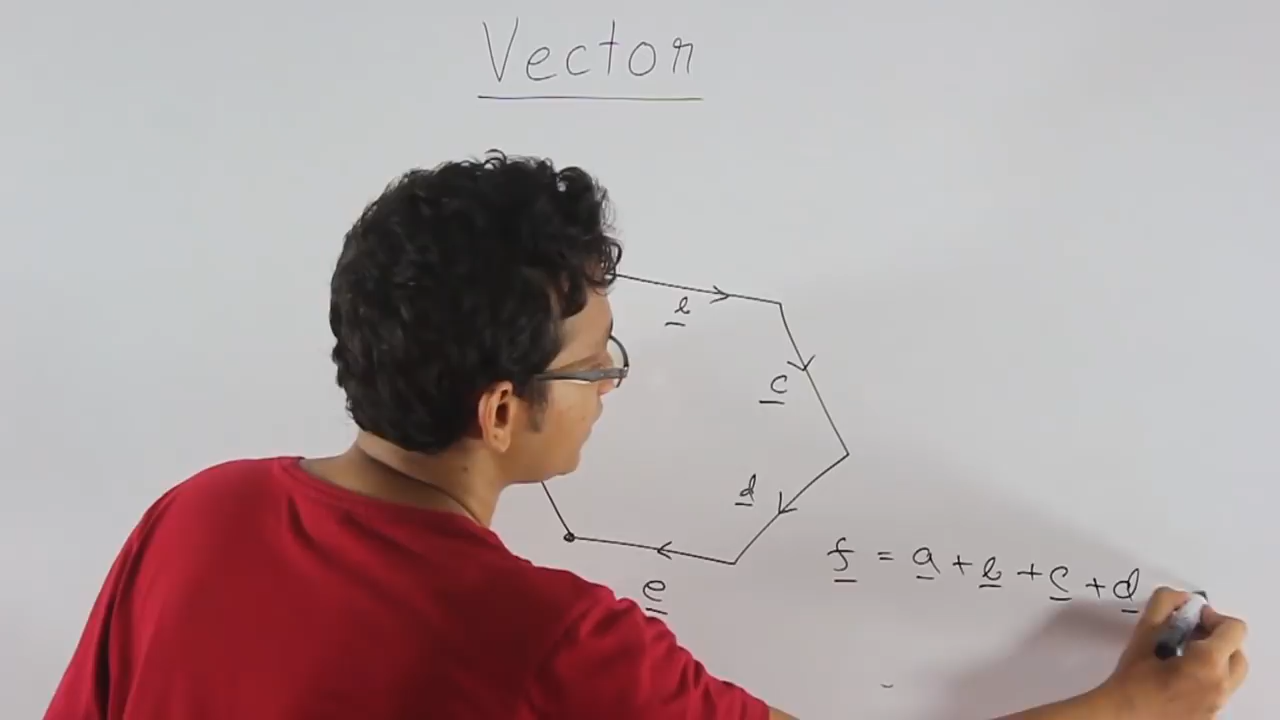 Vector
b
c
d
e
f = a + b + c + d